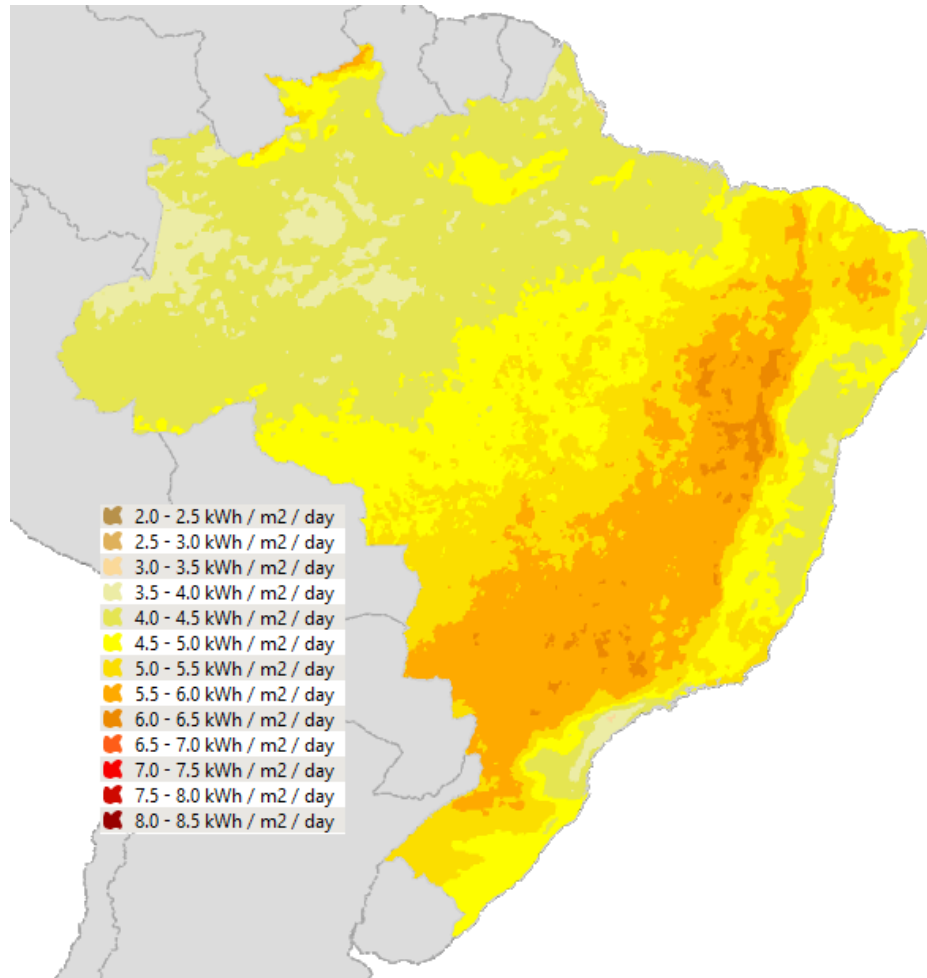 2.0 - 2.5 kWh / m2 / day
2.5 - 3.0 kWh / m2 / day
3.0 - 3.5 kWh / m2 / day
3.5 - 4.0 kWh / m2 / day
4.0 - 4.5 kWh / m2 / day
4.5 - 5.0 kWh / m2 / day
5.0 - 5.5 kWh / m2 / day
5.5 - 6.0 kWh / m2 / day
6.0 - 6.5 kWh / m2 / day
6.5 - 7.0 kWh / m2 / day
7.0 - 7.5 kWh / m2 / day
7.5 - 8.0 kWh / m2 / day
8.0 - 8.5 kWh / m2 / day